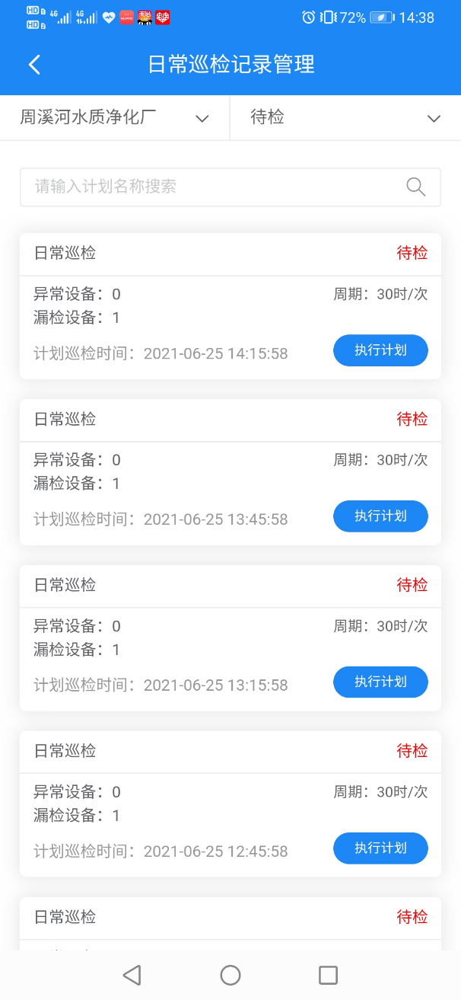 72% 14:38
日常巡检记录管理
周溪河水质净化厂 待检
请输入计划名称搜索
日常巡检 待检
异常设备：0 周期：30时/次
漏检设备：1
计划巡检时间：2021-06-25 14:15:58 执行计划
日常巡检 待检
异常设备：0 周期：30时/次
漏检设备：1
计划巡检时间：2021-06-25 13:45:58 执行计划
日常巡检 待检
异常设备：0 周期：30时/次
漏检设备：1
计划巡检时间：2021-06-25 13:15:58 执行计划
日常巡检 待检
异常设备：0 周期：30时/次
漏检设备：1
计划巡检时间：2021-06-25 12:45:58 执行计划
日常巡检 待检